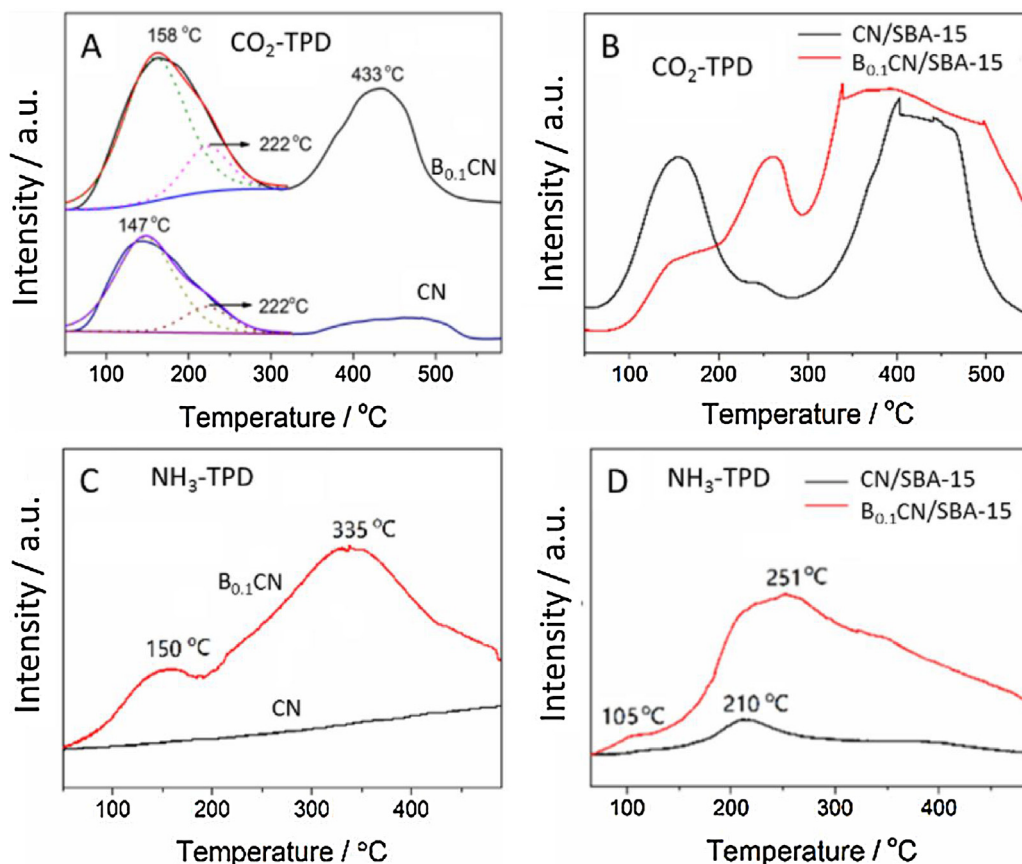 A
158 °C
CO₂-TPD
433 °C
222 °C
B₀.₁CN
147 °C
222 °C
CN
Intensity / a.u.
100 200 300 400 500
Temperature / °C
B
CO₂-TPD
CN/SBA-15
B₀.₁CN/SBA-15
Intensity / a.u.
100 200 300 400 500
Temperature / °C
C
NH₃-TPD
335 °C
B₀.₁CN
150 °C
CN
Intensity / a.u.
100 200 300 400
Temperature / °C
D
NH₃-TPD
CN/SBA-15
B₀.₁CN/SBA-15
251 °C
105 °C
210 °C
Intensity / a.u.
100 200 300 400
Temperature / °C